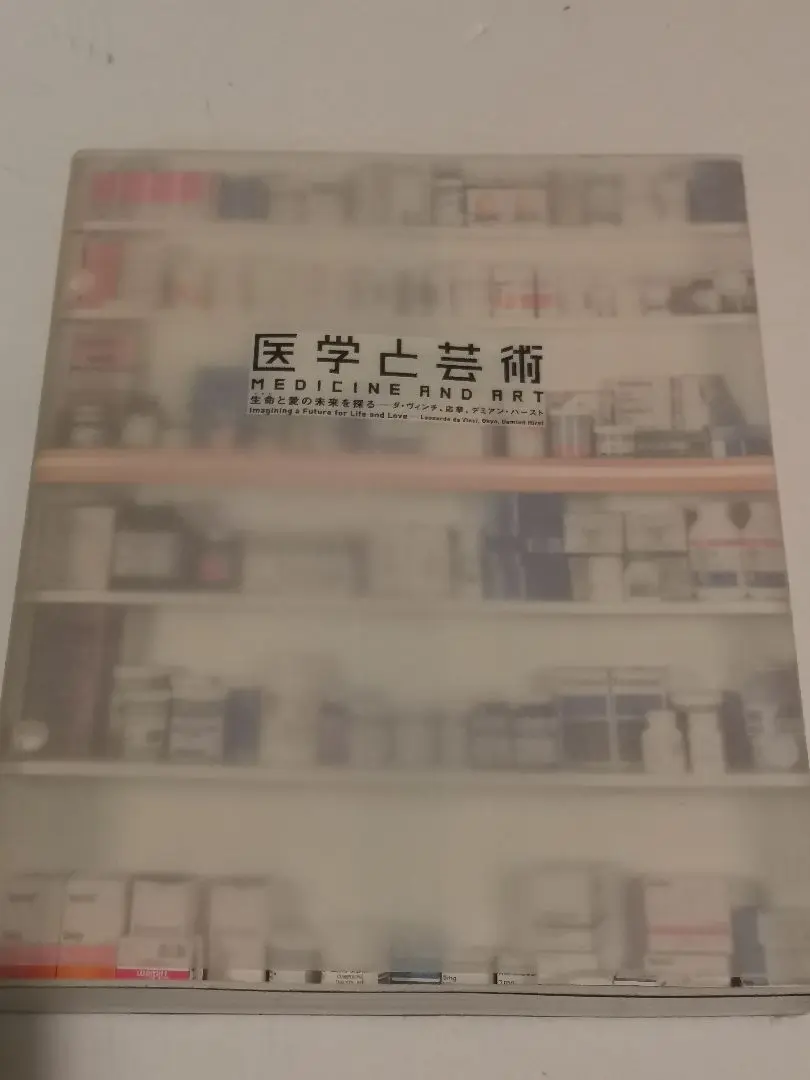 医学と芸術
MEDICINE AND ART
生命と愛の未来を探る──ダ・ヴィンチ、応挙、デミアン・ハースト
Imagining a Future for Life and Love — Leonardo da Vinci, Okyo, Damien Hirst
5mg